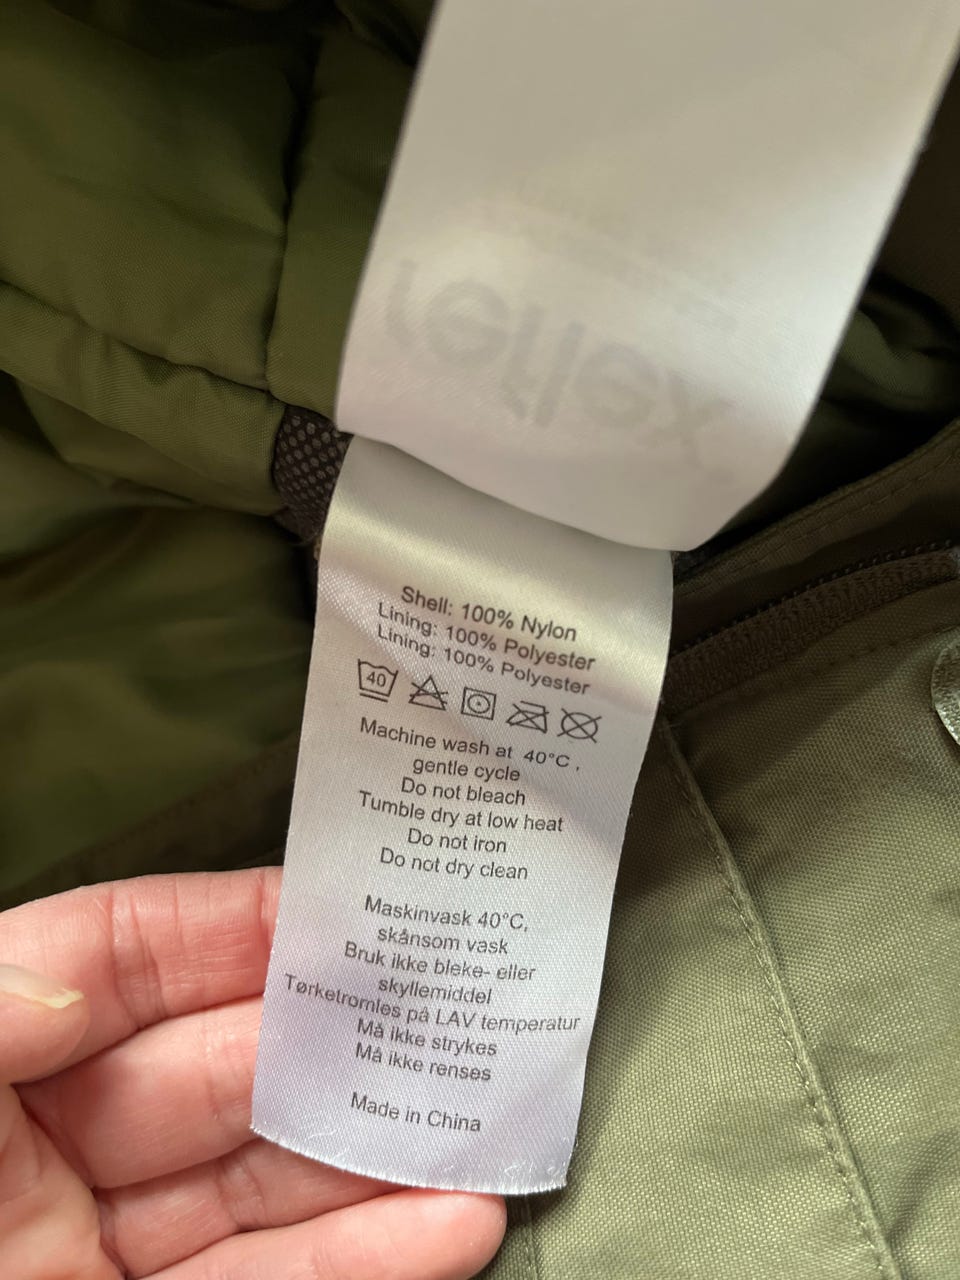 reflex
Shell: 100% Nylon
Lining: 100% Polyester
Lining: 100% Polyester
40
Machine wash at 40°C ,
gentle cycle
Do not bleach
Tumble dry at low heat
Do not iron
Do not dry clean
Maskinvask 40°C,
skånsom vask
Bruk ikke bleke- eller
skyllemiddel
Tørketromles på LAV temperatur
Må ikke strykes
Må ikke renses
Made in China